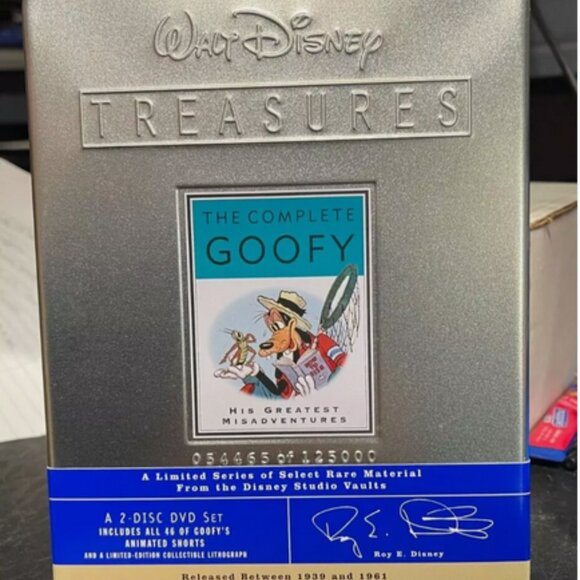 Walt Disney
TREASURES
THE COMPLETE
GOOFY
HIS GREATEST
MISADVENTURES
054465 of 125000
A Limited Series of Select Rare Material
From the Disney Studio Vaults
A 2-DISC DVD SET
INCLUDES ALL 46 OF GOOFY'S
ANIMATED SHORTS
AND A LIMITED-EDITION COLLECTIBLE LITHOGRAPH
Roy E. Disney
Roy E. Disney
Released Between 1939 and 1961